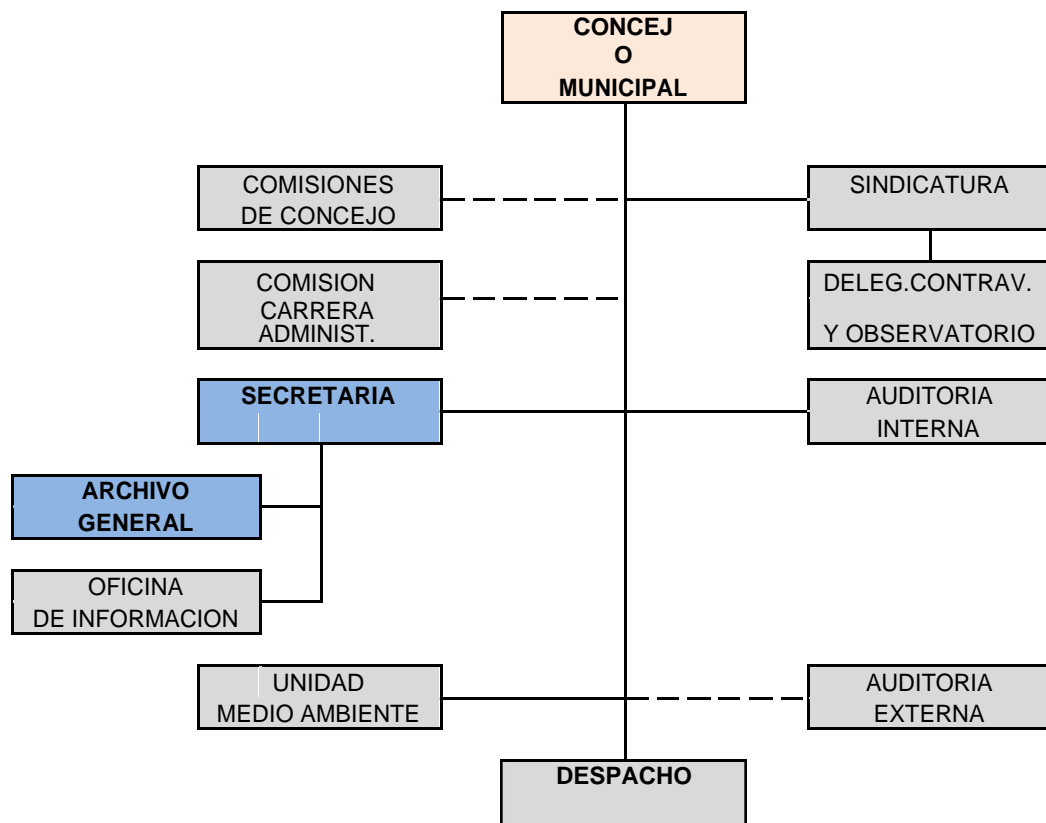 CONCEJ
O
MUNICIPAL
COMISIONES
DE CONCEJO
SINDICATURA
COMISION
CARRERA
ADMINIST.
DELEG.CONTRAV.
Y OBSERVATORIO
SECRETARIA
AUDITORIA
INTERNA
ARCHIVO
GENERAL
OFICINA
DE INFORMACION
UNIDAD
MEDIO AMBIENTE
AUDITORIA
EXTERNA
DESPACHO